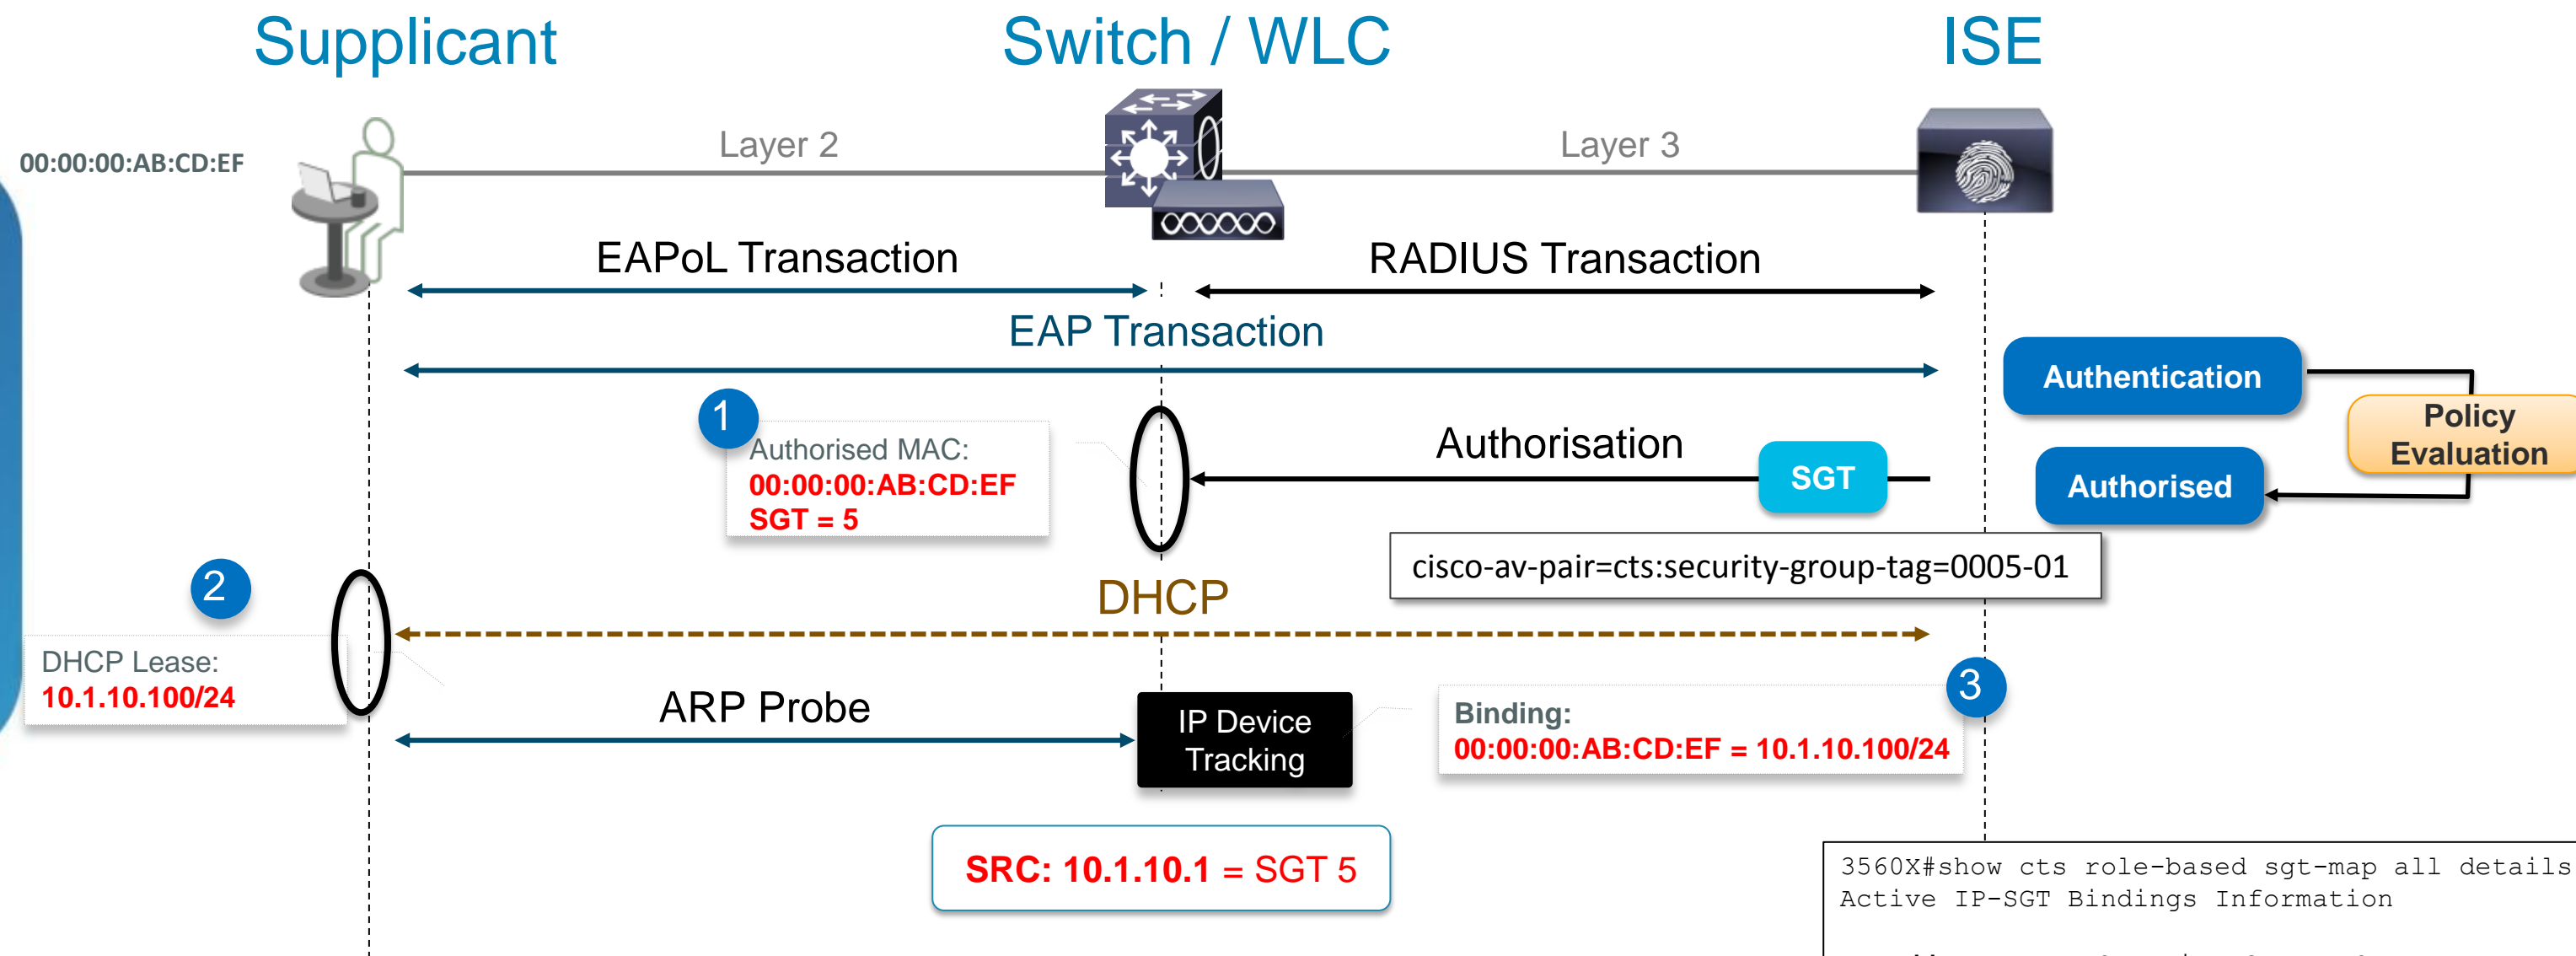 Supplicant
Switch / WLC
ISE
00:00:00:AB:CD:EF
Layer 2
Layer 3
EAPoL Transaction
RADIUS Transaction
EAP Transaction
Authentication
Policy
Evaluation
Authorised
1
Authorised MAC:
00:00:00:AB:CD:EF
SGT = 5
Authorisation
SGT
cisco-av-pair=cts:security-group-tag=0005-01
2
DHCP
DHCP Lease:
10.1.10.100/24
ARP Probe
IP Device
Tracking
3
Binding:
00:00:00:AB:CD:EF = 10.1.10.100/24
SRC: 10.1.10.1 = SGT 5
3560X#show cts role-based sgt-map all details
Active IP-SGT Bindings Information